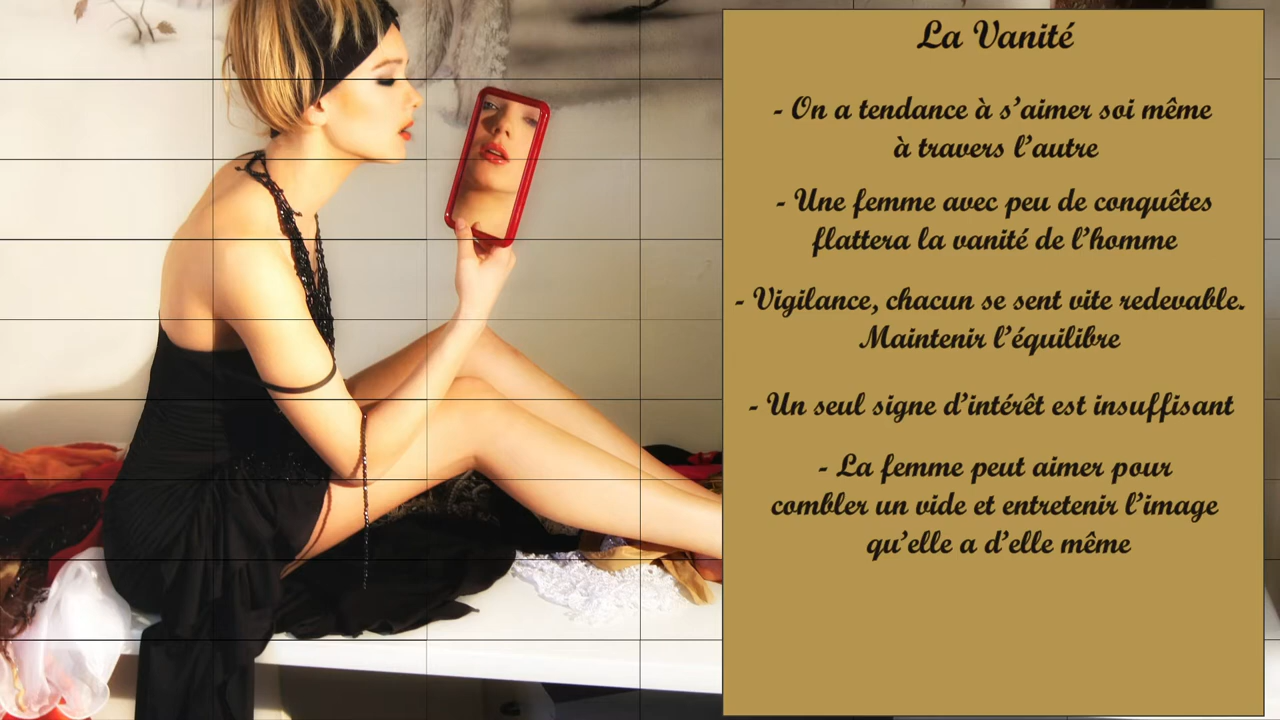 La Vanité
- On a tendance à s'aimer soi même
à travers l'autre
- Une femme avec peu de conquêtes
flattera la vanité de l'homme
- Vigilance, chacun se sent vite redevable.
Maintenir l'équilibre
- Un seul signe d'intérêt est insuffisant
- La femme peut aimer pour
combler un vide et entretenir l'image
qu'elle a d'elle même